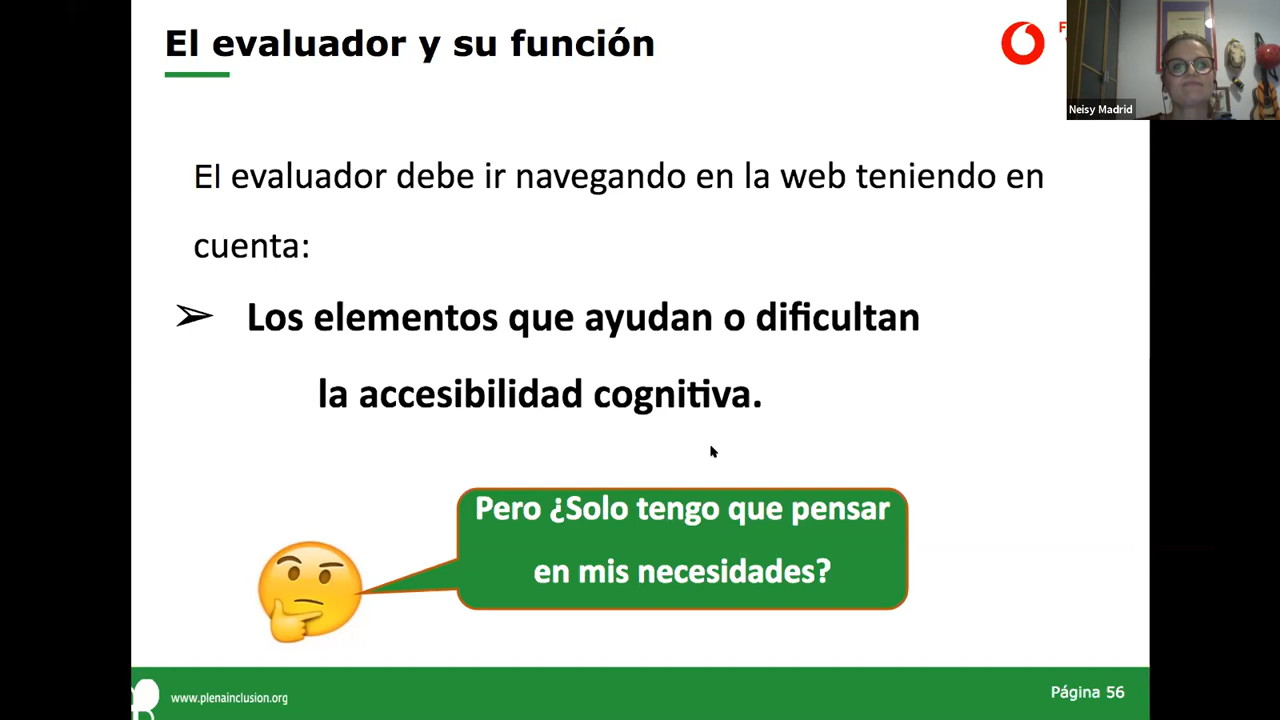 El evaluador y su función
F
Neisy Madrid
El evaluador debe ir navegando en la web teniendo en
cuenta:
➢ Los elementos que ayudan o dificultan
la accesibilidad cognitiva.
Pero ¿Solo tengo que pensar
en mis necesidades?
www.plenainclusion.org
Página 56